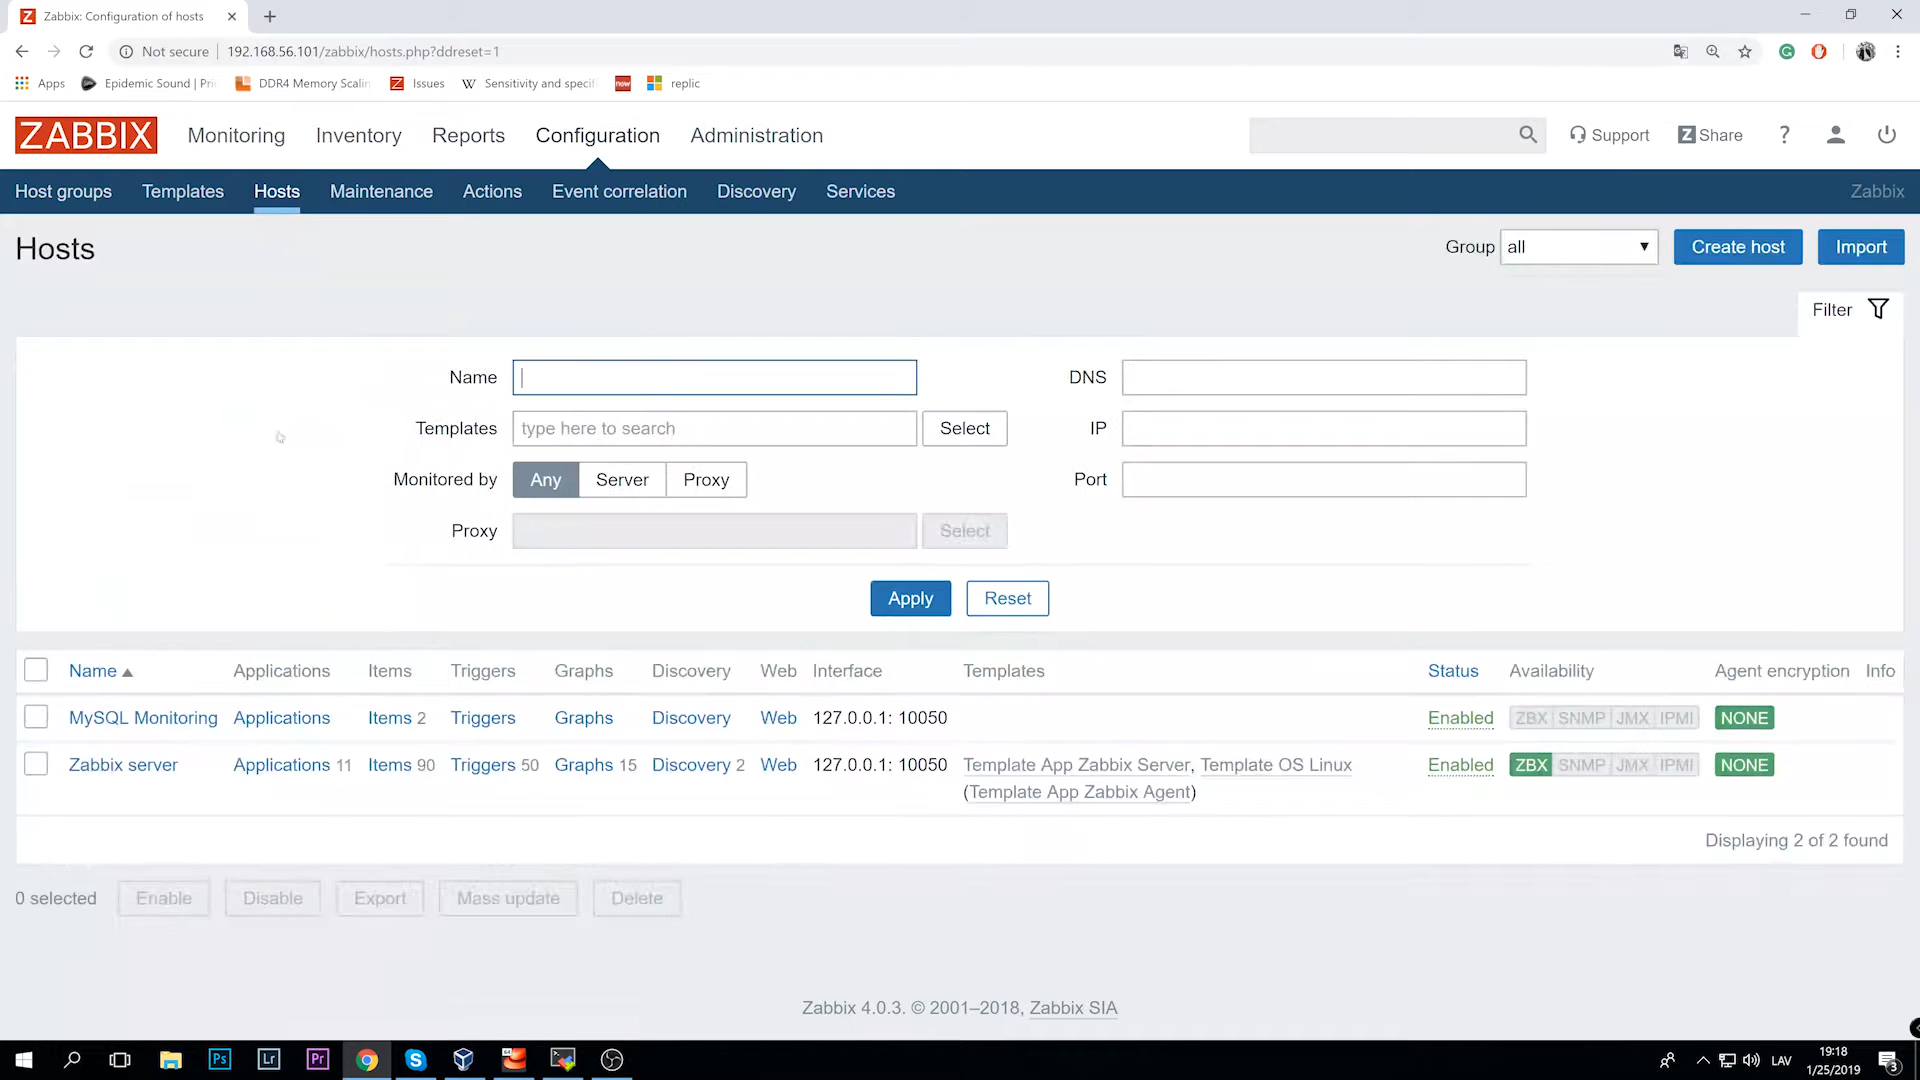 Zabbix: Configuration of hosts
Not secure 192.168.56.101/zabbix/hosts.php?ddreset=1
Apps Epidemic Sound | Pri DDR4 Memory Scalin Issues W Sensitivity and specif now replic
ZABBIX Monitoring Inventory Reports Configuration Administration Support Z Share ?
Host groups Templates Hosts Maintenance Actions Event correlation Discovery Services Zabbix
Hosts Group all Create host Import
Filter
Name DNS
Templates type here to search Select IP
Monitored by Any Server Proxy Port
Proxy Select
Apply Reset
Name Applications Items Triggers Graphs Discovery Web Interface Templates Status Availability Agent encryption Info
MySQL Monitoring Applications Items 2 Triggers Graphs Discovery Web 127.0.0.1: 10050 Enabled ZBX SNMP JMX IPMI NONE
Zabbix server Applications 11 Items 90 Triggers 50 Graphs 15 Discovery 2 Web 127.0.0.1: 10050 Template App Zabbix Server, Template OS Linux Enabled ZBX SNMP JMX IPMI NONE
(Template App Zabbix Agent)
Displaying 2 of 2 found
0 selected Enable Disable Export Mass update Delete
Zabbix 4.0.3. © 2001–2018, Zabbix SIA
Ps Lr Pr 64 LAV 19:18
1/25/2019 3